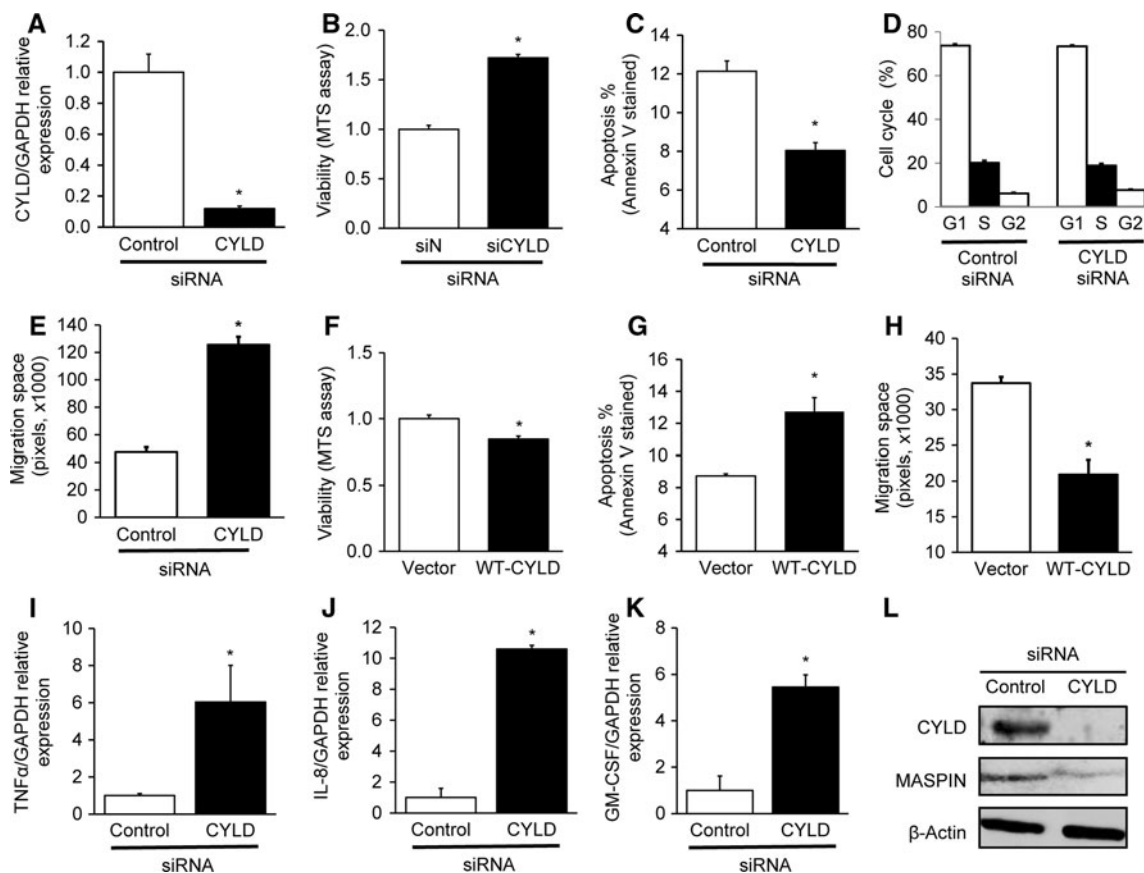 A
CYLD/GAPDH relative
expression
1.2
1.0
0.8
0.6
0.4
0.2
0.0
*
Control CYLD
siRNA
B
Viability (MTS assay)
2.0
1.5
1.0
0.5
0.0
*
siN siCYLD
siRNA
C
Apoptosis %
(Annexin V stained)
14
12
10
8
6
4
*
Control CYLD
siRNA
D
Cell cycle (%)
80
60
40
20
0
G1 S G2 G1 S G2
Control CYLD
siRNA siRNA
E
Migration space
(pixels, x1000)
140
120
100
80
60
40
20
0
*
Control CYLD
siRNA
F
Viability (MTS assay)
1.5
1.0
0.5
0.0
*
Vector WT-CYLD
G
Apoptosis %
(Annexin V stained)
16
14
12
10
8
6
4
*
Vector WT-CYLD
H
Migration space
(pixels, x1000)
40
35
30
25
20
15
10
*
Vector WT-CYLD
I
TNFα/GAPDH relative
expression
10
8
6
4
2
0
*
Control CYLD
siRNA
J
IL-8/GAPDH relative
expression
12
10
8
6
4
2
0
*
Control CYLD
siRNA
K
GM-CSF/GAPDH relative
expression
8
6
4
2
0
*
Control CYLD
siRNA
L
siRNA
Control CYLD
CYLD
MASPIN
β-Actin